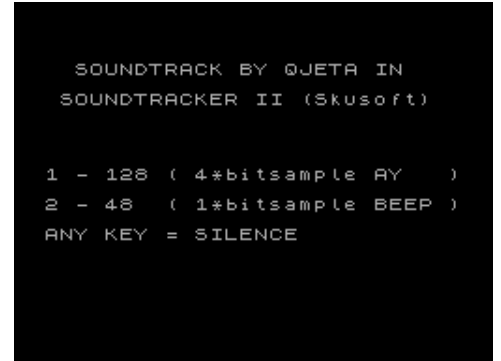 SOUNDTRACK BY QJETA IN
SOUNDTRACKER II (Skusoft)
1 - 128 ( 4*bitsample AY )
2 - 48 ( 1*bitsample BEEP )
ANY KEY = SILENCE